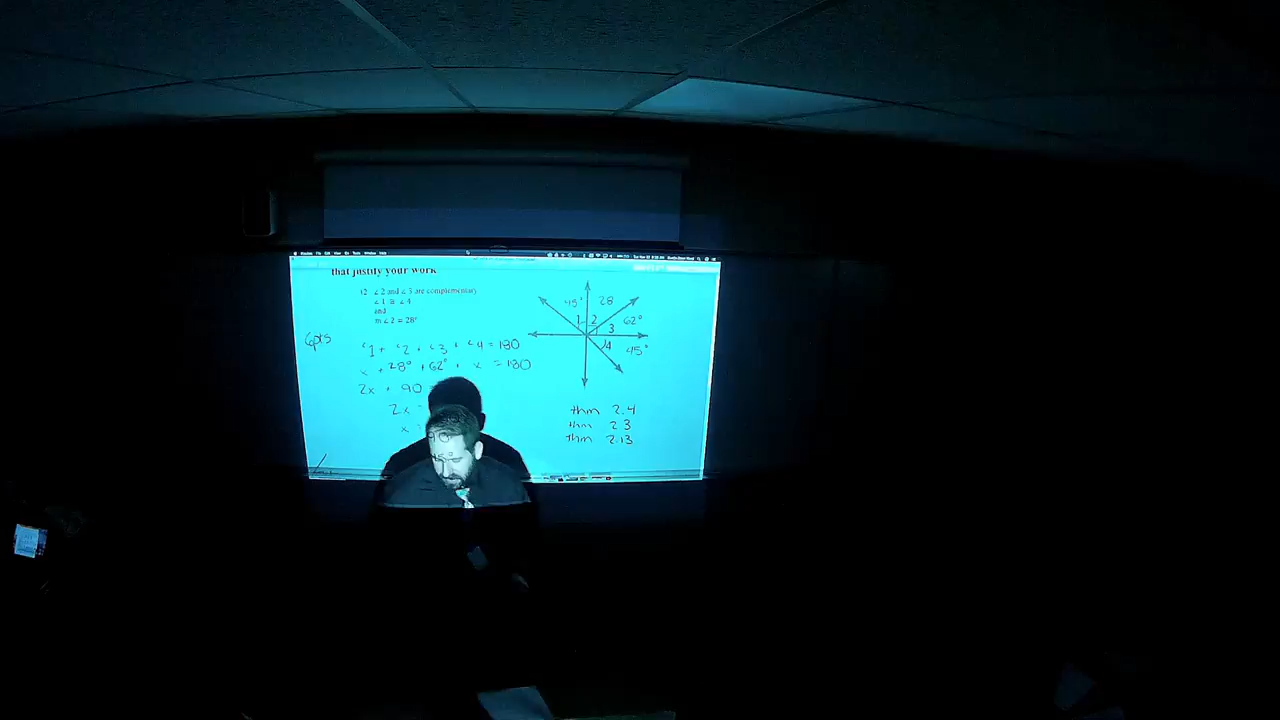 that justify your work
12 ∠2 and ∠3 are complementary
∠1 ≅ ∠4
and
m∠2 = 28°
6pts
∠1 + ∠2 + ∠3 + ∠4 = 180
x + 28° + 62° + x = 180
2x + 90
2x
x
45° 28
1 2 62°
3
4 45°
thm 2.4
thm 2.3
thm 2.13